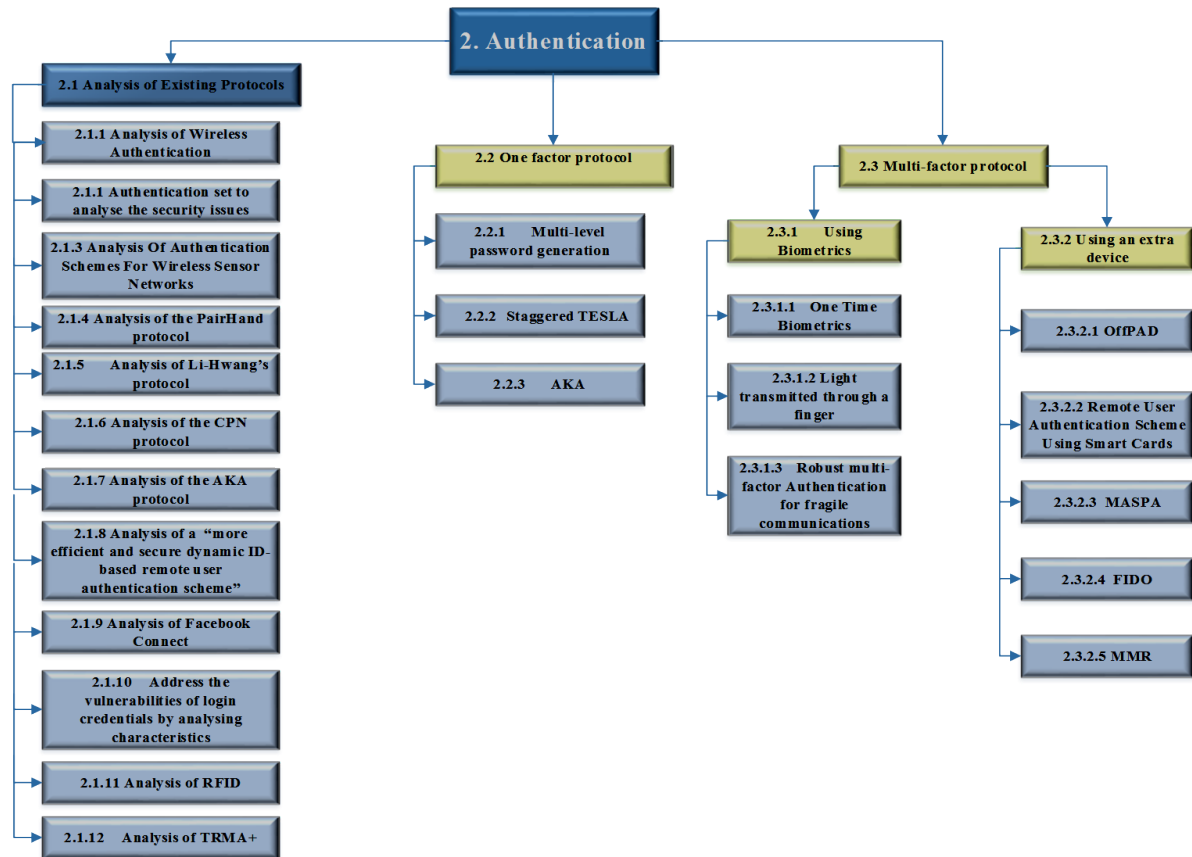 2. Authentication
2.1 Analysis of Existing Protocols
2.1.1 Analysis of Wireless
Authentication
2.1.1 Authentication set to
analyse the security issues
2.1.3 Analysis Of Authentication
Schemes For Wireless Sensor
Networks
2.1.4 Analysis of the PairHand
protocol
2.1.5 Analysis of Li-Hwang's
protocol
2.1.6 Analysis of the CPN
protocol
2.1.7 Analysis of the AKA
protocol
2.1.8 Analysis of a “more
efficient and secure dynamic ID-
based remote user
authentication scheme”
2.1.9 Analysis of Facebook
Connect
2.1.10 Address the
vulnerabilities of login
credentials by analysing
characteristics
2.1.11 Analysis of RFID
2.1.12 Analysis of TRMA+
2.2 One factor protocol
2.2.1 Multi-level
password generation
2.2.2 Staggered TESLA
2.2.3 AKA
2.3 Multi-factor protocol
2.3.1 Using
Biometrics
2.3.1.1 One Time
Biometrics
2.3.1.2 Light
transmitted through a
finger
2.3.1.3 Robust multi-
factor Authentication
for fragile
communications
2.3.2 Using an extra
device
2.3.2.1 OffPAD
2.3.2.2 Remote User
Authentication Scheme
Using Smart Cards
2.3.2.3 MASPA
2.3.2.4 FIDO
2.3.2.5 MMR